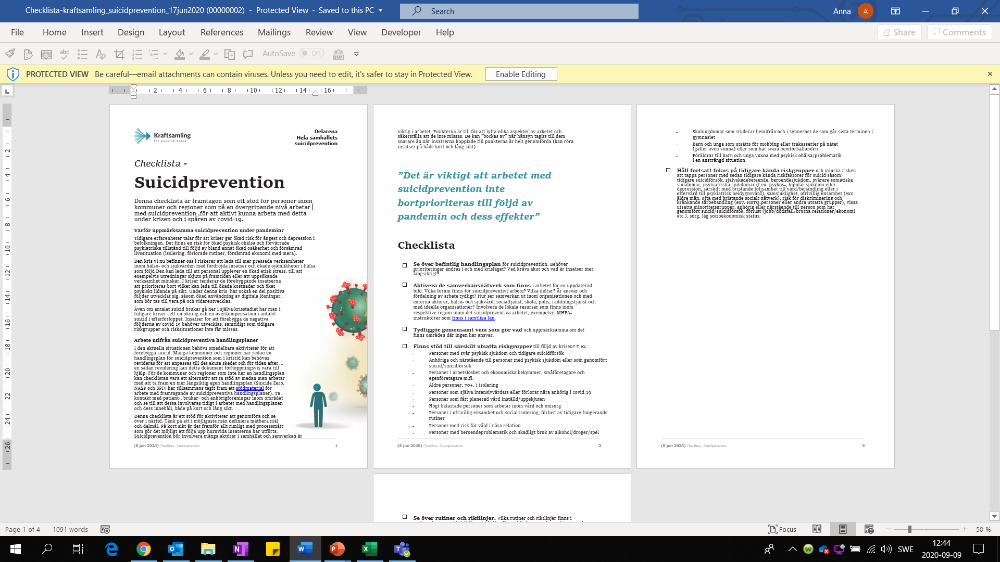 Checklista-kraftsamling_suicidprevention_17jun2020 (00000002) - Protected View - Saved to this PC
Search
Anna
A
File Home Insert Design Layout References Mailings Review View Developer Help
Share
Comments
abc
AutoSave Off
BMP
PROTECTED VIEW Be careful—email attachments can contain viruses. Unless you need to edit, it's safer to stay in Protected View.
Enable Editing
L
2 4 6 8 10 12 14 16
2
4
6
8
10
12
14
16
18
20
22
24
26
Kraftsamling
för psykisk hälsa
Delarena
Hela samhällets
suicidprevention
Checklista -
Suicidprevention
Denna checklista är framtagen som ett stöd för personer inom
kommuner och regioner som på en övergripande nivå arbetar
med suicidprevention ,för att aktivt kunna arbeta med detta
under krisen och i spåren av covid-19.
Varför uppmärksamma suicidprevention under pandemin?
Tidigare erfarenheter talar för att kriser ger ökad risk för ångest och depression i
befolkningen. Det finns en risk för ökad psykisk ohälsa och förvärrade
psykiatriska tillstånd till följd av bland annat ökad osäkerhet och försämrad
livssituation (isolering, förlorade rutiner, försämrad ekonomi med mera).
Den kris vi nu befinner oss i riskerar att leda till mer pressade verksamheter
inom hälso- och sjukvården med fördröjda insatser och ökade ojämlikheter i hälsa
som följd Den kan leda till att personal upplever en ökad etisk stress, till att
exempelvis utredningar skjuts på framtiden eller att uppsökande
verksamhet minskar. I kriser tenderar de förebyggande insatserna
att prioriteras bort vilket kan leda till ökade kostnader och ökat
psykiskt lidande på sikt. Under denna kris har också en del positiva
följder utvecklat sig, såsom ökad användning av digitala lösningar,
som bör tas till vara på och vidareutvecklas.
Även om antalet suicid brukar gå ner i själva krisstadiet har man i
tidigare kriser sett en ökning och en överkompensation i antalet
suicid i efterförloppet. Insatser för att förebygga de negativa
följderna av covid-19 behöver utvecklas, samtidigt som tidigare
riskgrupper och risksituationer inte får missas.
Arbete utifrån suicidpreventiva handlingsplaner
I den aktuella situationen behövs omedelbara aktiviteter för att
förebygga suicid. Många kommuner och regioner har redan en
handlingsplan för suicidprevention som i kristid kan behövas
revideras för att anpassas till det akuta skedet och för tiden efter. I
en sådan revidering kan detta dokument förhoppningsvis vara till
hjälp. För de kommuner och regioner som inte har en handlingsplan
kan checklistan vara ett alternativ att ta stöd av medan man arbetar
med att ta fram en mer långsiktig egen handlingsplan (Suicide Zero,
NASP och SPIV har tillsammans tagit fram ett stödmaterial för
arbete med framtagande av suicidpreventiva handlingsplaner). Ta
kontakt med patient-, brukar- och anhörigföreningar inom området
och se till att dessa involveras tidigt i arbetet med handlingsplanen
och dess innehåll, både på kort och lång sikt.
Denna checklista är ett stöd för aktiviteter att genomföra och se
över i närtid. Tänk på att i möjligaste mån definiera mätbara mål
och delmål. På kort sikt är det framför allt rimligt med processmått
som gör det möjligt att följa upp huruvida insatserna har utförts.
Suicidprevention bör involvera många aktörer i samhället och samverkan är
(8 jun 2020) Checklista - Suicidprevention 1
viktig i arbetet. Punkterna är till för att lyfta olika aspekter av arbetet och
säkerställa att de inte missas. De kan ”bockas av” när hänsyn tagits till dem
snarare än när insatserna kopplade till punkterna är helt genomförda (kan röra
insatser på både kort och lång sikt).
”Det är viktigt att arbetet med
suicidprevention inte
bortprioriteras till följd av
pandemin och dess effekter”
Checklista
Se över befintlig handlingsplan för suicidprevention. Behöver
prioriteringar ändras i och med krisläget? Vad krävs akut och vad är insatser mer
långsiktigt?
Aktivera de samverkansnätverk som finns i arbetet för en uppdaterad
bild. Vilka forum finns för suicidpreventivt arbete? Vilka deltar? Är ansvar och
fördelning av arbete tydligt? Hur ser samverkan ut inom organisationen och med
externa aktörer, hälso- och sjukvård, socialtjänst, skola, polis, räddningstjänst och
med ideella organisationer? Involvera de lokala resurser som finns inom
respektive region inom det suicidpreventiva arbetet, exempelvis MHFA-
instruktörer som finns i samtliga län.
Tydliggör gemensamt vem som gör vad och uppmärksamma om det
finns områden där ingen har ansvar.
Finns stöd till särskilt utsatta riskgrupper till följd av krisen? T.ex.:
- Personer med svår psykisk sjukdom och tidigare suicidförsök
- Anhöriga och närstående till personer med psykisk sjukdom eller som genomfört
suicid/suicidförsök
- Personer i arbetslöshet och ekonomiska bekymmer, småföretagare och
egenföretagare m.fl.
- Äldre personer, 70+, i isolering
- Personer som själva intensivvårdats eller förlorat nära anhörig i covid-19
- Personer som fått planerad vård inställd/uppskjuten
- Högt belastade personer som arbetar inom vård och omsorg
- Personer i ofrivillig ensamhet och social isolering, förlust av tidigare fungerande
rutiner
- Personer med risk för våld i nära relation
- Personer med beroendeproblematik och skadligt bruk av alkohol/droger/spel
(8 jun 2020) Checklista - Suicidprevention 2
- Skolungdomar som studerar hemifrån och i synnerhet de som går sista terminen i
gymnasiet
- Barn och unga som utsätts för mobbing eller trakasserier på nätet
(gäller även vuxna) eller som har svåra hemförhållanden
- Föräldrar till barn och unga vuxna med psykisk ohälsa/problematik
i en ansträngd situation
Håll fortsatt fokus på tidigare kända riskgrupper och minska risken
att tappa personer med sedan tidigare kända riskfaktorer för suicid såsom:
tidigare suicidförsök, självskadebeteende, beroendesjukdom, svårare somatiska
sjukdomar, psykiatriska sjukdomar (t.ex. psykos-, bipolär sjukdom eller
depression, särskilt med bristande följsamhet till vård/behandling eller i
eftervård till psykiatrisk heldygnsvård), samsjuklighet, ofrivillig ensamhet (exv.
äldre män, ofta med bristande socialt nätverk), risk för diskriminering och
kränkande särbehandling (exv. HBTQ-personer eller andra utsatta grupper), vissa
utsatta minoritetsgrupper, anhörig eller närstående till person som har
genomfört suicid/suicidförsök, förlust (jobb/dödsfall/brutna relationer/ekonomi
etc.), sorg, låg socioekonomisk status.
(8 jun 2020) Checklista - Suicidprevention 3
Se över rutiner och riktlinjer. Vilka rutiner och riktlinjer finns i
Page 1 of 4 1091 words
Focus
50 %
SWE
12:44
2020-09-09